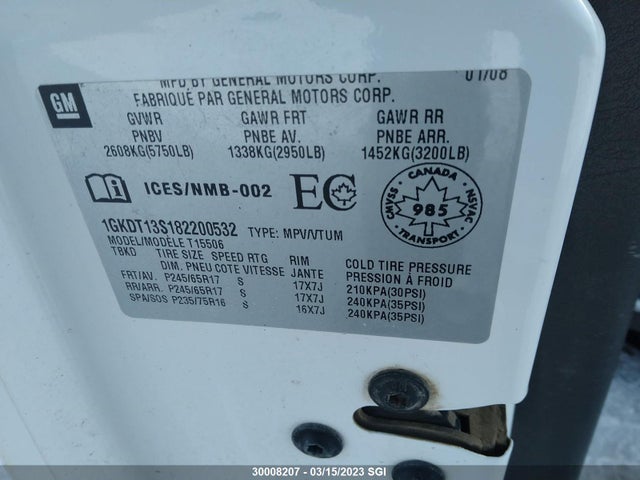 MFD BY GENERAL MOTORS CORP. 01/08
FABRIQUÉ PAR GENERAL MOTORS CORP.
GM
GVWR GAWR FRT GAWR RR
PNBV PNBE AV. PNBE ARR.
2608KG(5750LB) 1338KG(2950LB) 1452KG(3200LB)
ICES/NMB-002 EC
CANADA
CMVSS 985 NSVAC
1GKDT13S182200532 TYPE: MPV/VTUM
MODEL/MODÈLE T15506
TBKD TIRE SIZE SPEED RTG RIM COLD TIRE PRESSURE
DIM. PNEU COTE VITESSE JANTE PRESSION À FROID
FRT/AV. P245/65R17 S 17X7J 210KPA(30PSI)
RR/ARR. P245/65R17 S 17X7J 240KPA(35PSI)
SPA/SOS P235/75R16 S 16X7J 240KPA(35PSI)
30008207 - 03/15/2023 SGI